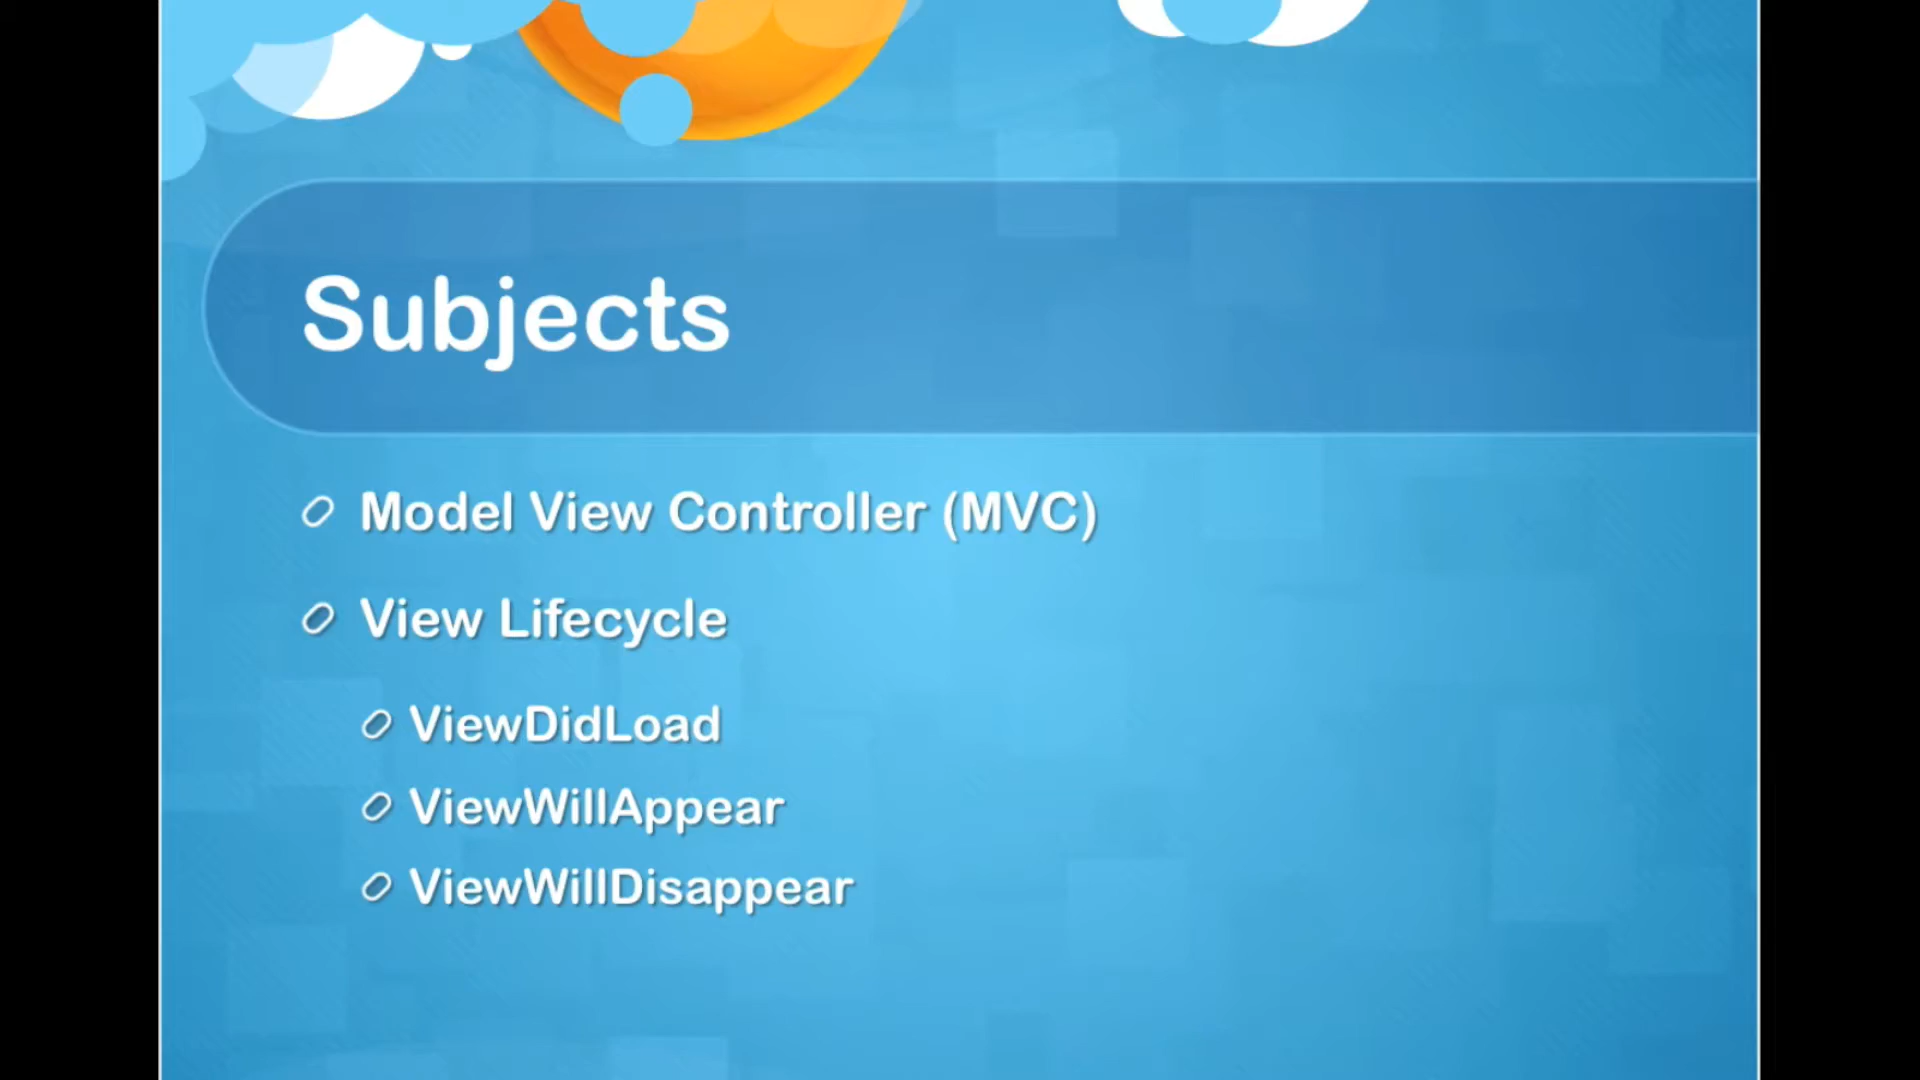 Subjects
Model View Controller (MVC)
View Lifecycle
ViewDidLoad
ViewWillAppear
ViewWillDisappear